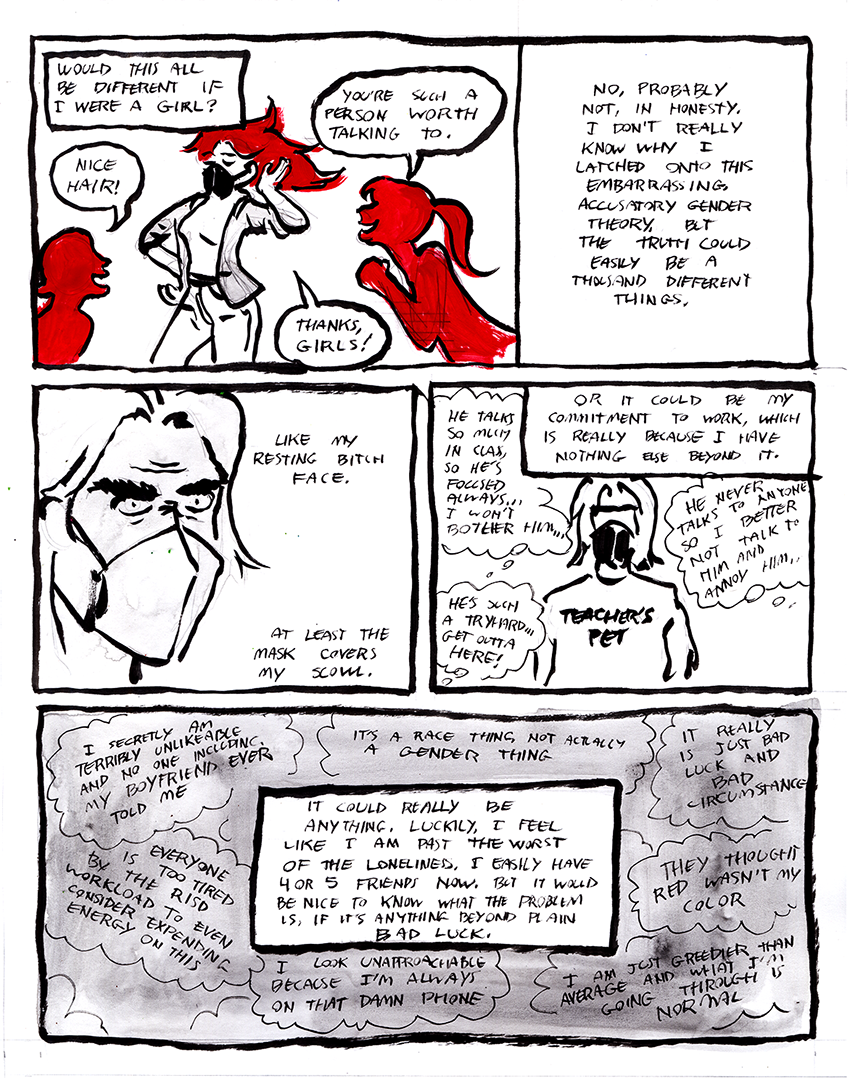 WOULD THIS ALL
BE DIFFERENT IF
I WERE A GIRL?
NICE
HAIR!
YOU'RE SUCH A
PERSON WORTH
TALKING TO.
THANKS,
GIRLS!
NO, PROBABLY
NOT, IN HONESTY.
I DON'T REALLY
KNOW WHY I
LATCHED ONTO THIS
EMBARRASSING
ACCUSATORY GENDER
THEORY, BUT
THE TRUTH COULD
EASILY BE A
THOUSAND DIFFERENT
THINGS.
LIKE MY
RESTING BITCH
FACE.
AT LEAST THE
MASK COVERS
MY SCOWL.
OR IT COULD BE MY
COMMITMENT TO WORK, WHICH
IS REALLY BECAUSE I HAVE
NOTHING ELSE BEYOND IT.
HE TALKS
SO MUCH
IN CLASS,
SO HE'S
FOCUSED
ALWAYS...
I WON'T
BOTHER HIM...
HE NEVER
TALKS TO ANYONE
SO I BETTER
NOT TALK TO
HIM AND
ANNOY HIM..
HE'S SUCH
A TRYHARD...
GET OUTTA
HERE!
TEACHER'S
PET
I SECRETLY AM
TERRIBLY UNLIKEABLE
AND NO ONE INCLUDING
MY BOYFRIEND EVER
TOLD ME
IT'S A RACE THING, NOT ACTUALLY
A GENDER THING
IT REALLY
IS JUST BAD
LUCK AND
BAD
CIRCUMSTANCE
IT COULD REALLY BE
ANYTHING. LUCKILY, I FEEL
LIKE I AM PAST THE WORST
OF THE LONELINESS. I EASILY HAVE
4 OR 5 FRIENDS NOW. BUT IT WOULD
BE NICE TO KNOW WHAT THE PROBLEM
IS, IF IT'S ANYTHING BEYOND PLAIN
BAD LUCK.
IS EVERYONE
TOO TIRED
BY THE RISD
WORKLOAD TO EVEN
CONSIDER EXPENDING
ENERGY ON THIS
THEY THOUGHT
RED WASN'T MY
COLOR
I LOOK UNAPPROACHABLE
BECAUSE I'M ALWAYS
ON THAT DAMN PHONE
I AM JUST GREEDIER THAN
AVERAGE AND WHAT I'M
GOING THROUGH IS
NORMAL